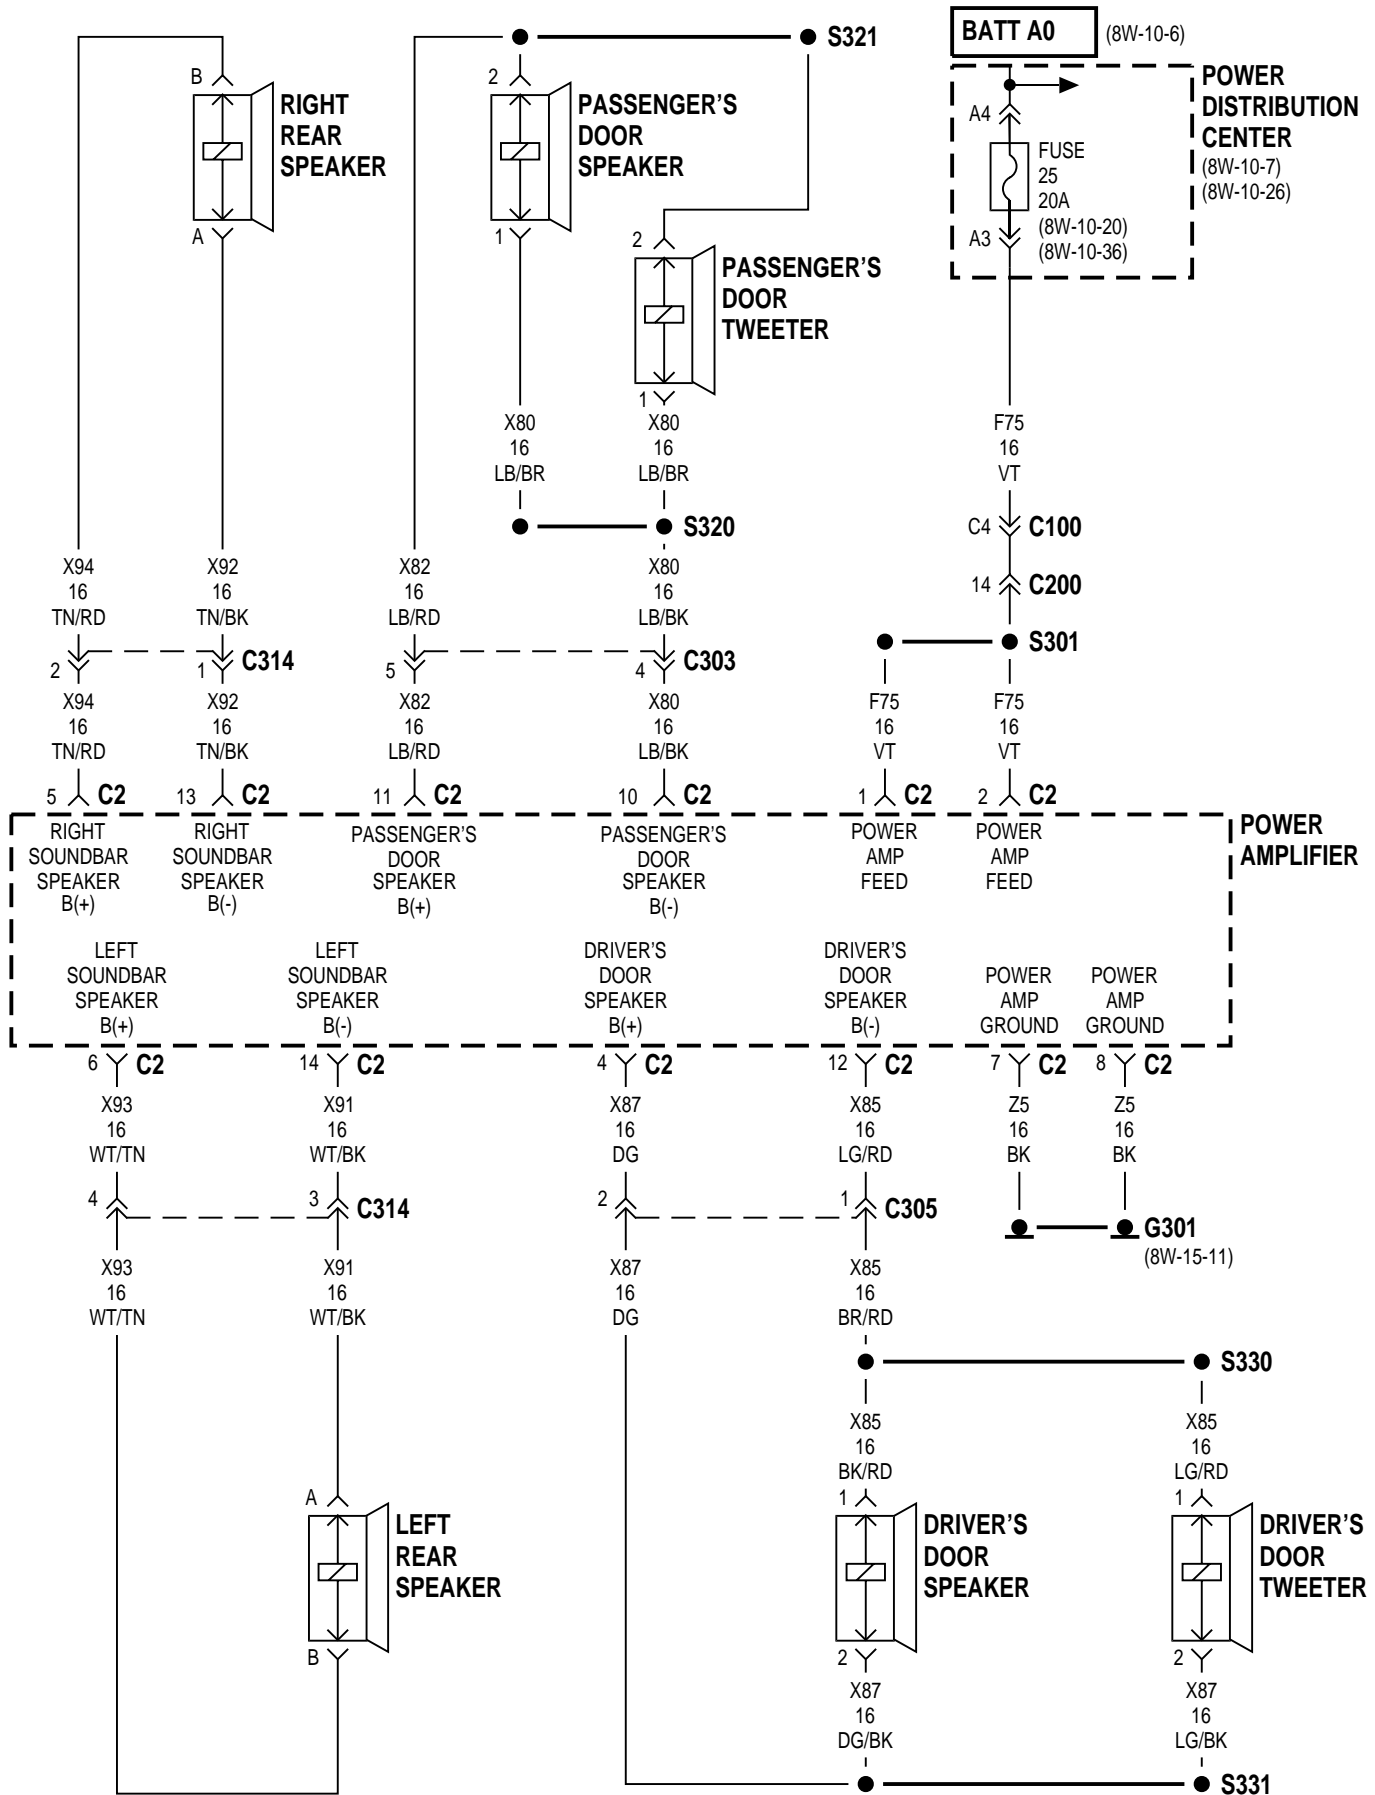 S321
BATT A0
(8W-10-6)
B
RIGHT
REAR
SPEAKER
A
2
PASSENGER'S
DOOR
SPEAKER
1
2
PASSENGER'S
DOOR
TWEETER
1
POWER
DISTRIBUTION
CENTER
(8W-10-7)
(8W-10-26)
A4
FUSE
25
20A
(8W-10-20)
(8W-10-36)
A3
X80
16
LB/BR
X80
16
LB/BR
F75
16
VT
S320
C4
C100
14
C200
X94
16
TN/RD
X92
16
TN/BK
X82
16
LB/RD
X80
16
LB/BK
S301
2
1
C314
5
4
C303
X94
16
TN/RD
X92
16
TN/BK
X82
16
LB/RD
X80
16
LB/BK
F75
16
VT
F75
16
VT
5
C2
13
C2
11
C2
10
C2
1
C2
2
C2
POWER
AMPLIFIER
RIGHT
SOUNDBAR
SPEAKER
B(+)
RIGHT
SOUNDBAR
SPEAKER
B(-)
PASSENGER'S
DOOR
SPEAKER
B(+)
PASSENGER'S
DOOR
SPEAKER
B(-)
POWER
AMP
FEED
POWER
AMP
FEED
LEFT
SOUNDBAR
SPEAKER
B(+)
LEFT
SOUNDBAR
SPEAKER
B(-)
DRIVER'S
DOOR
SPEAKER
B(+)
DRIVER'S
DOOR
SPEAKER
B(-)
POWER
AMP
GROUND
POWER
AMP
GROUND
6
C2
14
C2
4
C2
12
C2
7
C2
8
C2
X93
16
WT/TN
X91
16
WT/BK
X87
16
DG
X85
16
LG/RD
Z5
16
BK
Z5
16
BK
4
3
C314
2
1
C305
G301
(8W-15-11)
X93
16
WT/TN
X91
16
WT/BK
X87
16
DG
X85
16
BR/RD
S330
X85
16
BK/RD
X85
16
LG/RD
A
LEFT
REAR
SPEAKER
B
1
DRIVER'S
DOOR
SPEAKER
2
1
DRIVER'S
DOOR
TWEETER
2
X87
16
DG/BK
X87
16
LG/BK
S331